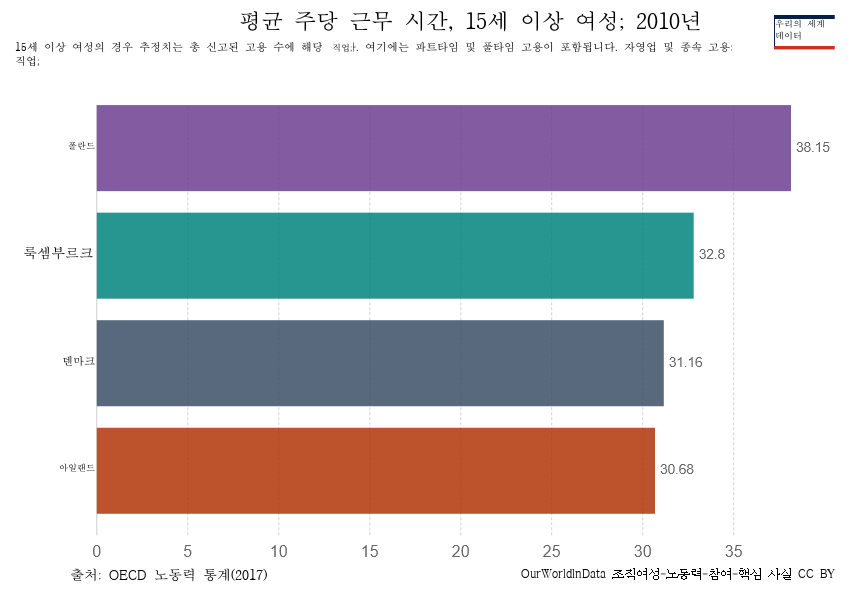 평균 주당 근무 시간, 15세 이상 여성; 2010년
우리의 세계
데이터
15세 이상 여성의 경우 추정치는 총 신고된 고용 수에 해당 여기에는 파트타임 및 풀타임 고용이 포함됩니다. 자영업 및 종속 고용:
직업;
폴란드
38.15
룩셈부르크
32.8
덴마크
31.16
아일랜드
30.68
0 5 10 15 20 25 30 35
출처: OECD 노동력 통계(2017)
OurWorldInData 조직여성-노동력-참여-핵심 사실 CC BY